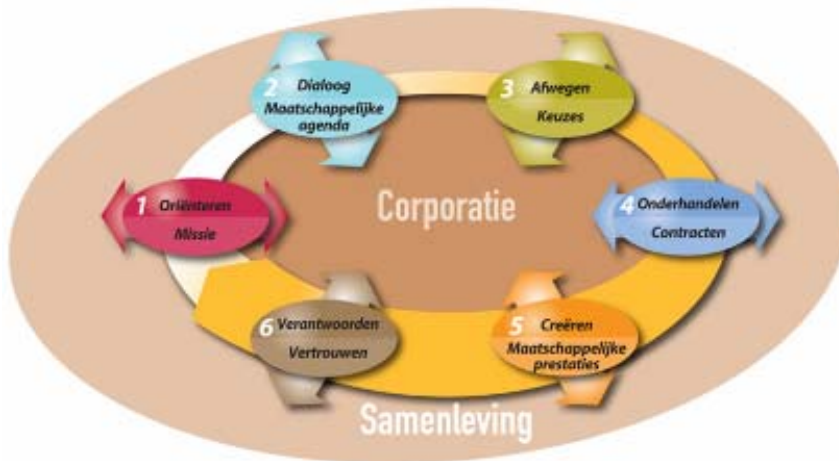 1 Oriënteren
Missie
2 Dialoog
Maatschappelijke
agenda
3 Afwegen
Keuzes
4 Onderhandelen
Contracten
5 Creëren
Maatschappelijke
prestaties
6 Verantwoorden
Vertrouwen
Corporatie
Samenleving